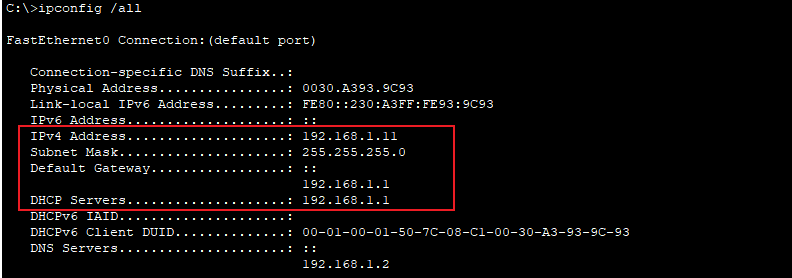 C:\>ipconfig /all
FastEthernet0 Connection:(default port)
Connection-specific DNS Suffix..:
Physical Address................: 0030.A393.9C93
Link-local IPv6 Address.........: FE80::230:A3FF:FE93:9C93
IPv6 Address....................: ::
IPv4 Address....................: 192.168.1.11
Subnet Mask.....................: 255.255.255.0
Default Gateway.................: ::
192.168.1.1
DHCP Servers....................: 192.168.1.1
DHCPv6 IAID.....................:
DHCPv6 Client DUID..............: 00-01-00-01-50-7C-08-C1-00-30-A3-93-9C-93
DNS Servers.....................: ::
192.168.1.2